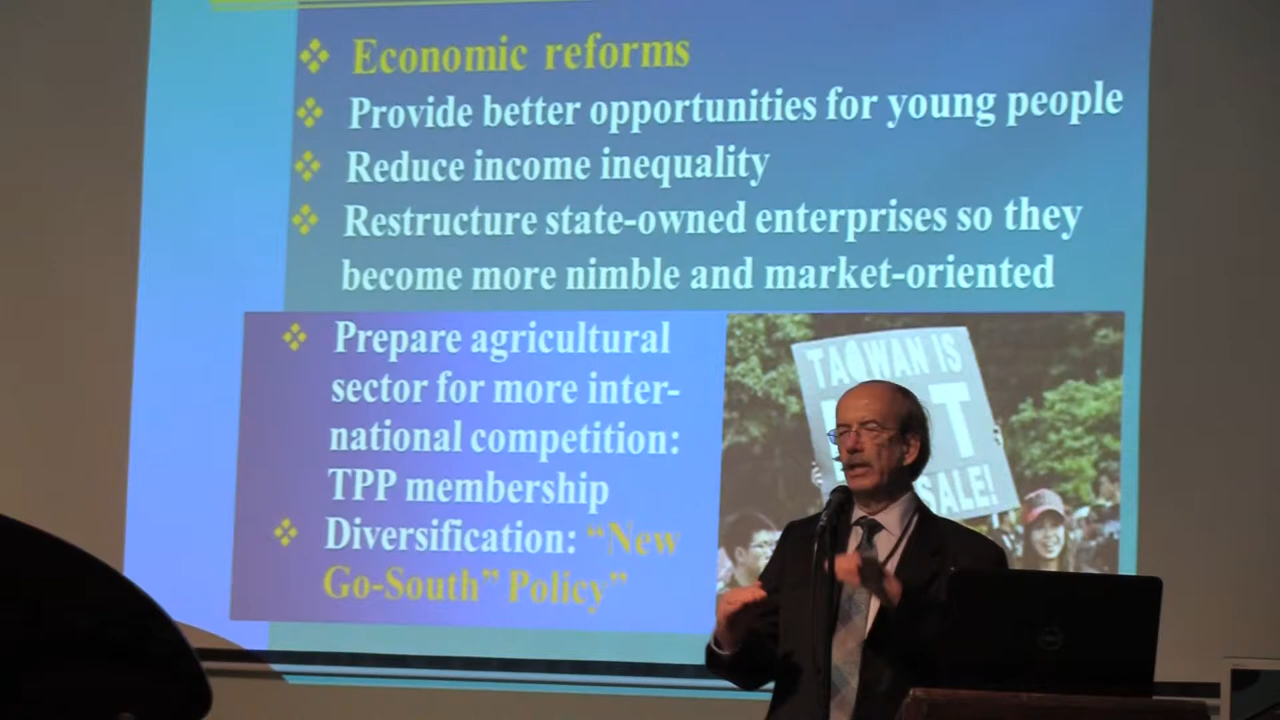 Economic reforms
Provide better opportunities for young people
Reduce income inequality
Restructure state-owned enterprises so they
become more nimble and market-oriented
Prepare agricultural
sector for more inter-
national competition:
TPP membership
Diversification: “New
Go-South” Policy”
TAIWAN IS
SALE!